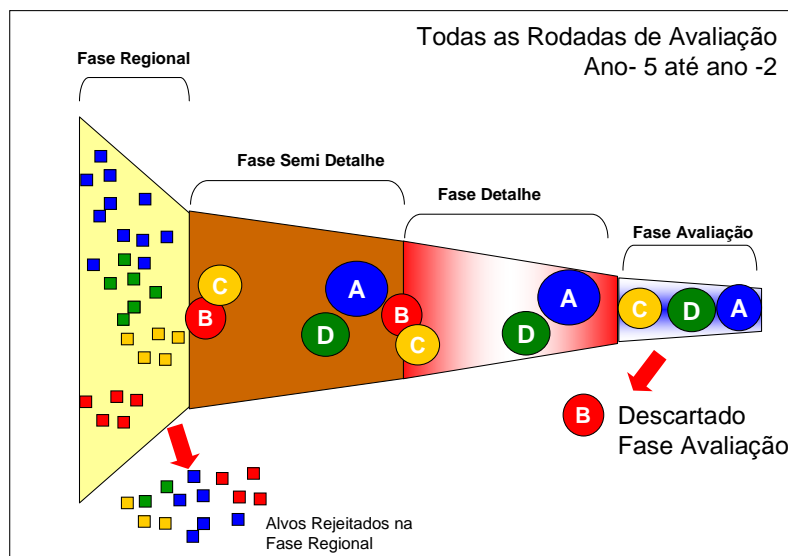 Todas as Rodadas de Avaliação
Ano- 5 até ano -2
Fase Regional
Fase Semi Detalhe
Fase Detalhe
Fase Avaliação
C
B
A
D
B
C
A
D
C
D
A
B
Descartado
Fase Avaliação
Alvos Rejeitados na
Fase Regional